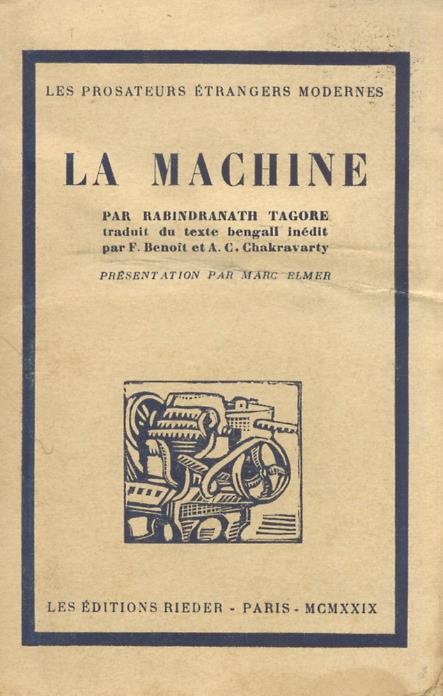 LES PROSATEURS ÉTRANGERS MODERNES
LA MACHINE
PAR RABINDRANATH TAGORE
traduit du texte bengali inédit
par F. Benoît et A. C. Chakravarty
PRÉSENTATION PAR MARC ELMER
LES ÉDITIONS RIEDER - PARIS - MCMXXIX